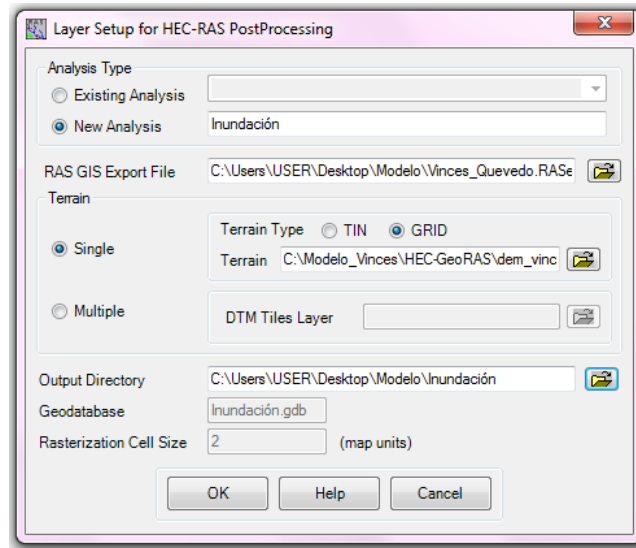 Layer Setup for HEC-RAS PostProcessing
Analysis Type
Existing Analysis
New Analysis Inundación
RAS GIS Export File C:\Users\USER\Desktop\Modelo\Vinces_Quevedo.RASe
Terrain
Single
Terrain Type TIN GRID
Terrain C:\Modelo_Vinces\HEC-GeoRAS\dem_vinc
Multiple
DTM Tiles Layer
Output Directory C:\Users\USER\Desktop\Modelo\Inundación
Geodatabase Inundación.gdb
Rasterization Cell Size 2 (map units)
OK Help Cancel